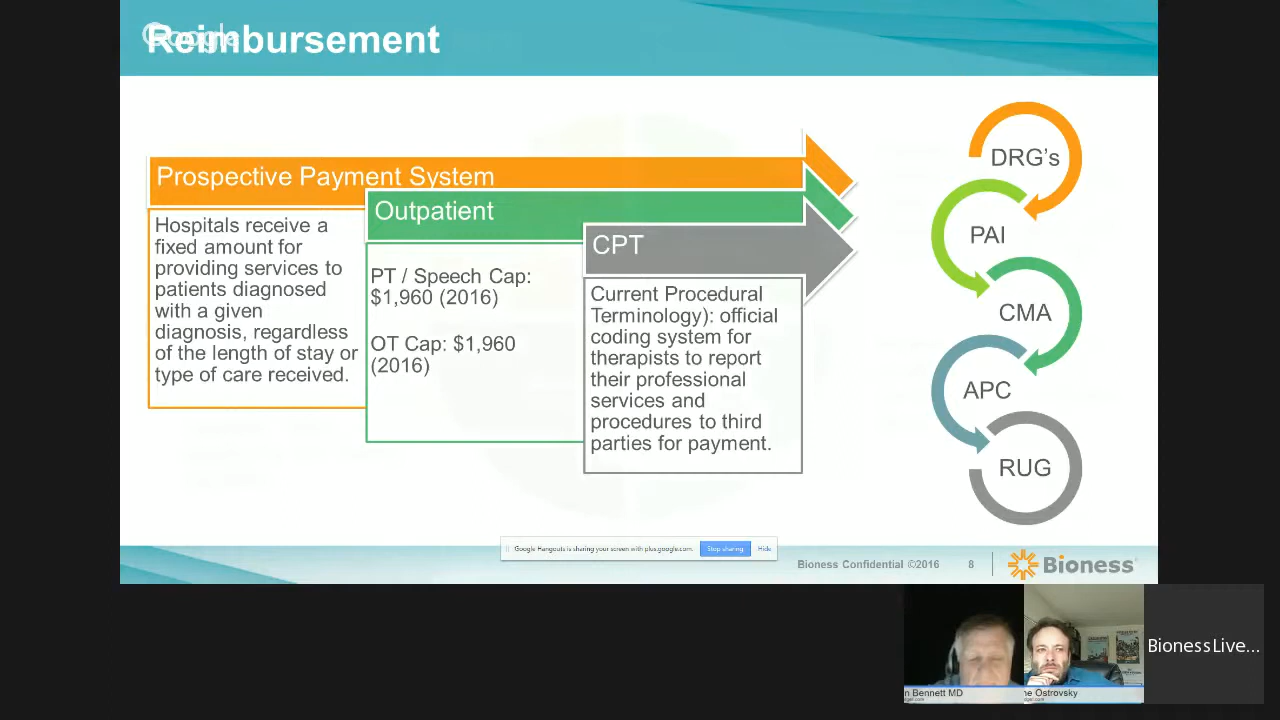 Reimbursement
Google
Prospective Payment System
Hospitals receive a
fixed amount for
providing services to
patients diagnosed
with a given
diagnosis, regardless
of the length of stay or
type of care received.
Outpatient
PT / Speech Cap:
$1,960 (2016)
OT Cap: $1,960
(2016)
CPT
Current Procedural
Terminology): official
coding system for
therapists to report
their professional
services and
procedures to third
parties for payment.
DRG's
PAI
CMA
APC
RUG
Google Hangouts is sharing your screen with plus.google.com.
Stop sharing
Hide
Bioness Confidential ©2016
8
Bioness
n Bennett MD
ne Ostrovsky
BionessLive...